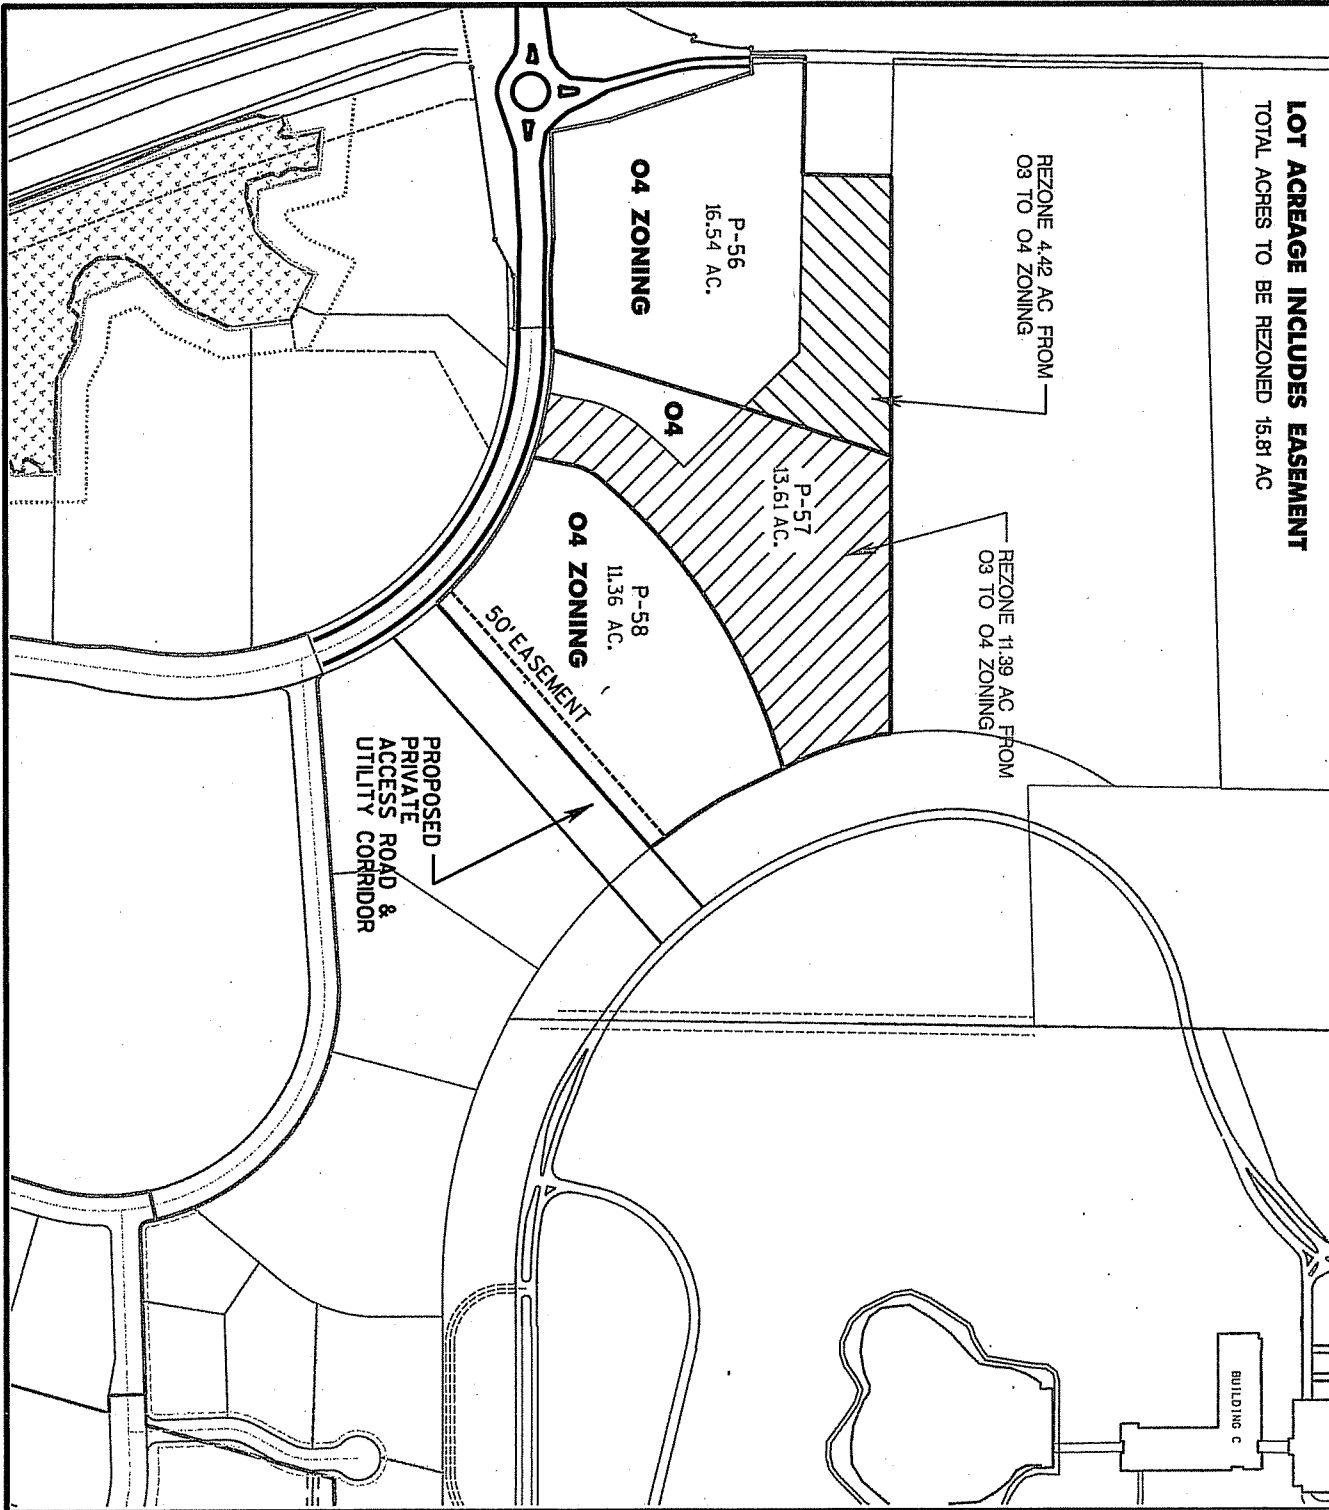 LOT ACREAGE INCLUDES EASEMENT
TOTAL ACRES TO BE REZONED 15.81 AC
REZONE 4.42 AC FROM
O3 TO O4 ZONING
REZONE 11.39 AC FROM
O3 TO O4 ZONING
P-56
16.54 AC.
O4 ZONING
O4
P-57
13.61 AC.
P-58
11.36 AC.
O4 ZONING
50' EASEMENT
PROPOSED
PRIVATE
ACCESS ROAD &
UTILITY CORRIDOR
BUILDING C